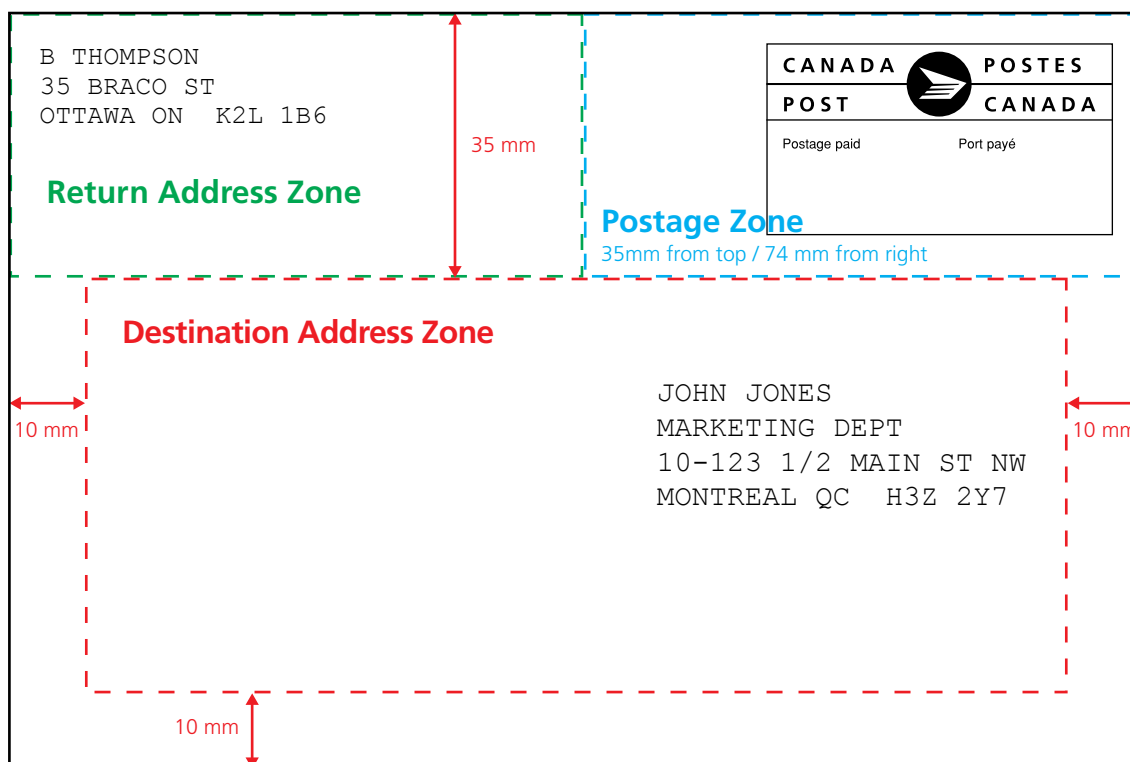 B THOMPSON
35 BRACO ST
OTTAWA ON  K2L 1B6
35 mm
Return Address Zone
CANADA POSTES
POST CANADA
Postage paid Port payé
Postage Zone
35mm from top / 74 mm from right
Destination Address Zone
JOHN JONES
MARKETING DEPT
10-123 1/2 MAIN ST NW
MONTREAL QC  H3Z 2Y7
10 mm
10 mm
10 mm